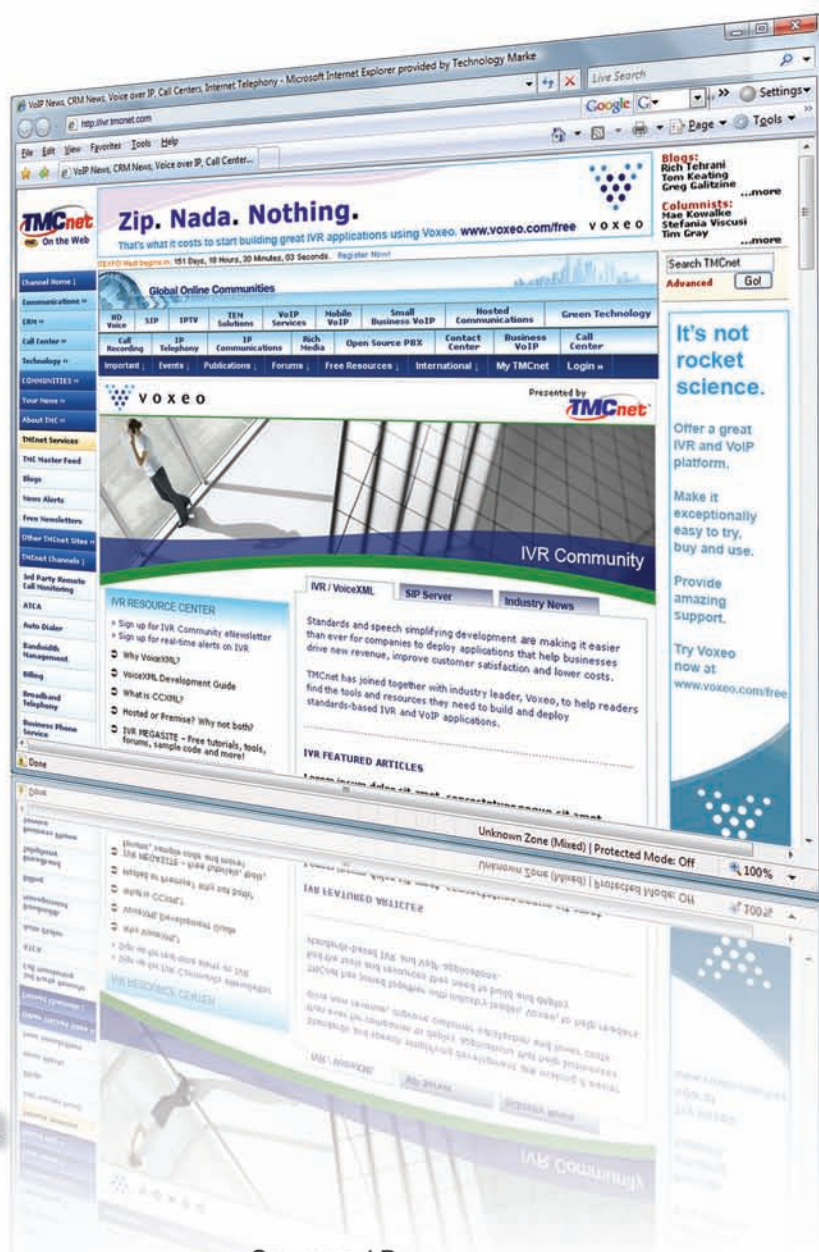 VoIP News, CRM News, Voice over IP, Call Centers, Internet Telephony - Microsoft Internet Explorer provided by Technology Marke
http://ivr.tmcnet.com
Live Search
Google
Settings
File Edit View Favorites Tools Help
VoIP News, CRM News, Voice over IP, Call Center...
Page Tools
TMCnet
On the Web
Zip. Nada. Nothing.
That's what it costs to start building great IVR applications using Voxeo. www.voxeo.com/free
voxeo
Blogs:
Rich Tehrani
Tom Keating
Greg Galitzine
...more
Columnists:
Mae Kowalke
Stefania Viscusi
Tim Gray
...more
Search TMCnet
Advanced Go!
ITEXPO West begins in: 151 Days, 18 Hours, 20 Minutes, 03 Seconds. Register Now!
Global Online Communities
HD Voice
SIP
IPTV
TEM Solutions
VoIP Services
Mobile VoIP
Small Business VoIP
Hosted Communications
Green Technology
Call Recording
IP Telephony
IP Communications
Rich Media
Open Source PBX
Contact Center
Business VoIP
Call Center
Important
Events
Publications
Forums
Free Resources
International
My TMCnet
Login »
Channel Home
Communications »
CRM »
Call Center »
Technology »
COMMUNITIES »
Your News »
About TMC »
TMCnet Services
TMC Master Feed
Blogs
News Alerts
Free Newsletters
Other TMCnet Sites »
TMCnet Channels
3rd Party Remote
Call Monitoring
ATCA
Auto Dialer
Bandwidth
Management
Billing
Broadband
Telephony
Business Phone
Service
voxeo
Presented by
TMCnet
IVR Community
IVR RESOURCE CENTER
» Sign up for IVR Community eNewsletter
» Sign up for real-time alerts on IVR
Why VoiceXML?
VoiceXML Development Guide
What is CCXML?
Hosted or Premise? Why not both?
IVR MEGASITE - Free tutorials, tools,
forums, sample code and more!
IVR / VoiceXML
SIP Server
Industry News
Standards and speech simplifying development are making it easier
than ever for companies to deploy applications that help businesses
drive new revenue, improve customer satisfaction and lower costs.
TMCnet has joined together with industry leader, Voxeo, to help readers
find the tools and resources they need to build and deploy
standards-based IVR and VoIP applications.
IVR FEATURED ARTICLES
It's not
rocket
science.
Offer a great
IVR and VoIP
platform.
Make it
exceptionally
easy to try,
buy and use.
Provide
amazing
support.
Try Voxeo
now at
www.voxeo.com/free
Done
Unknown Zone (Mixed) | Protected Mode: Off
100%